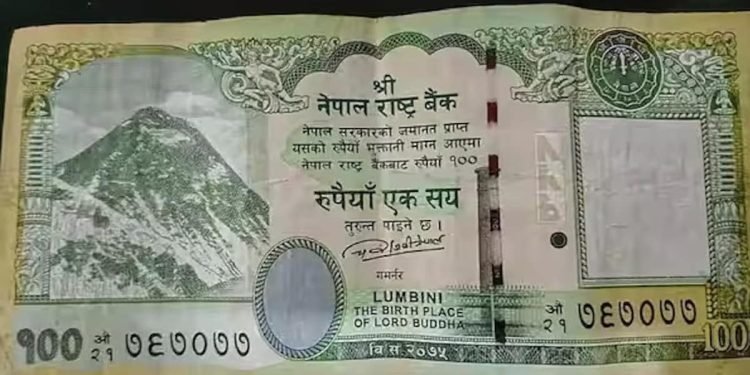 श्री
नेपाल राष्ट्र बैंक
नेपाल सरकारको जमानत प्राप्त
यसको रुपैयाँ भुक्तानी माग्न आएमा
नेपाल राष्ट्र बैंकबाट रुपैयाँ १००
रुपैयाँ एक सय
तुरुन्त पाइने छ ।
गभर्नर
LUMBINI
THE BIRTH PLACE
OF LORD BUDDHA
वि सं २०७५
१00 औ २१ ७६७०७७
औ २१ ७६७०७७
100